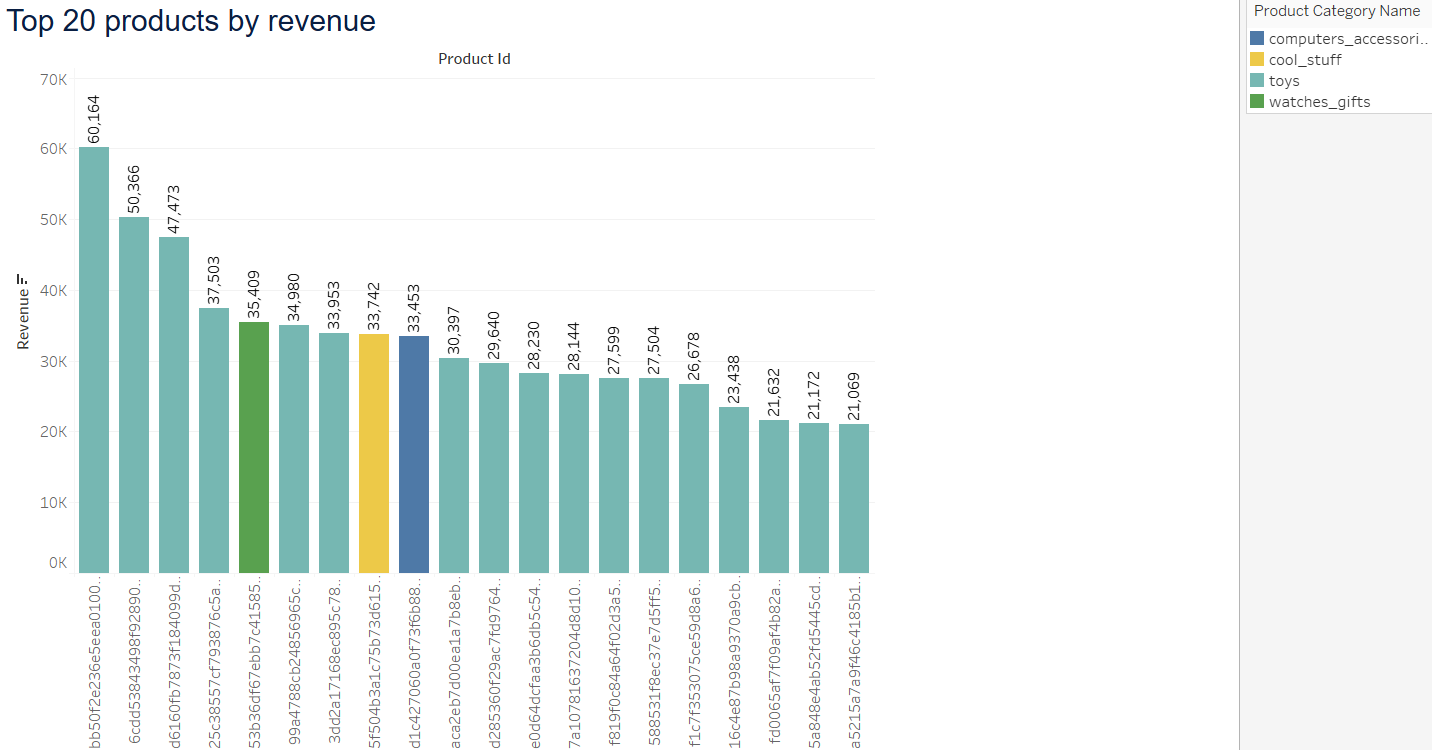 Top 20 products by revenue
Product Id
70K
60K
50K
40K
30K
20K
10K
0K
Revenue
60,164
50,366
47,473
37,503
35,409
34,980
33,953
33,742
33,453
30,397
29,640
28,230
28,144
27,599
27,504
26,678
23,438
21,632
21,172
21,069
bb50f2e236e5eea0100..
6cdd53843498f92890..
d6160fb7873f184099d..
25c38557cf793876c5a..
53b36df67ebb7c41585..
99a4788cb24856965c..
3dd2a17168ec895c78..
5f504b3a1c75b73d615..
d1c427060a0f73f6b88..
aca2eb7d00ea1a7b8eb..
d285360f29ac7fd9764..
e0d64dcfaa3b6db5c54..
7a10781637204d8d10..
f819f0c84a64f02d3a5..
588531f8ec37e7d5ff5..
f1c7f353075ce59d8a6..
16c4e87b98a9370a9cb..
fd0065af7f09af4b82a..
5a848e4ab52fd5445cd..
a5215a7a9f46c4185b1..
Product Category Name
computers_accessori..
cool_stuff
toys
watches_gifts